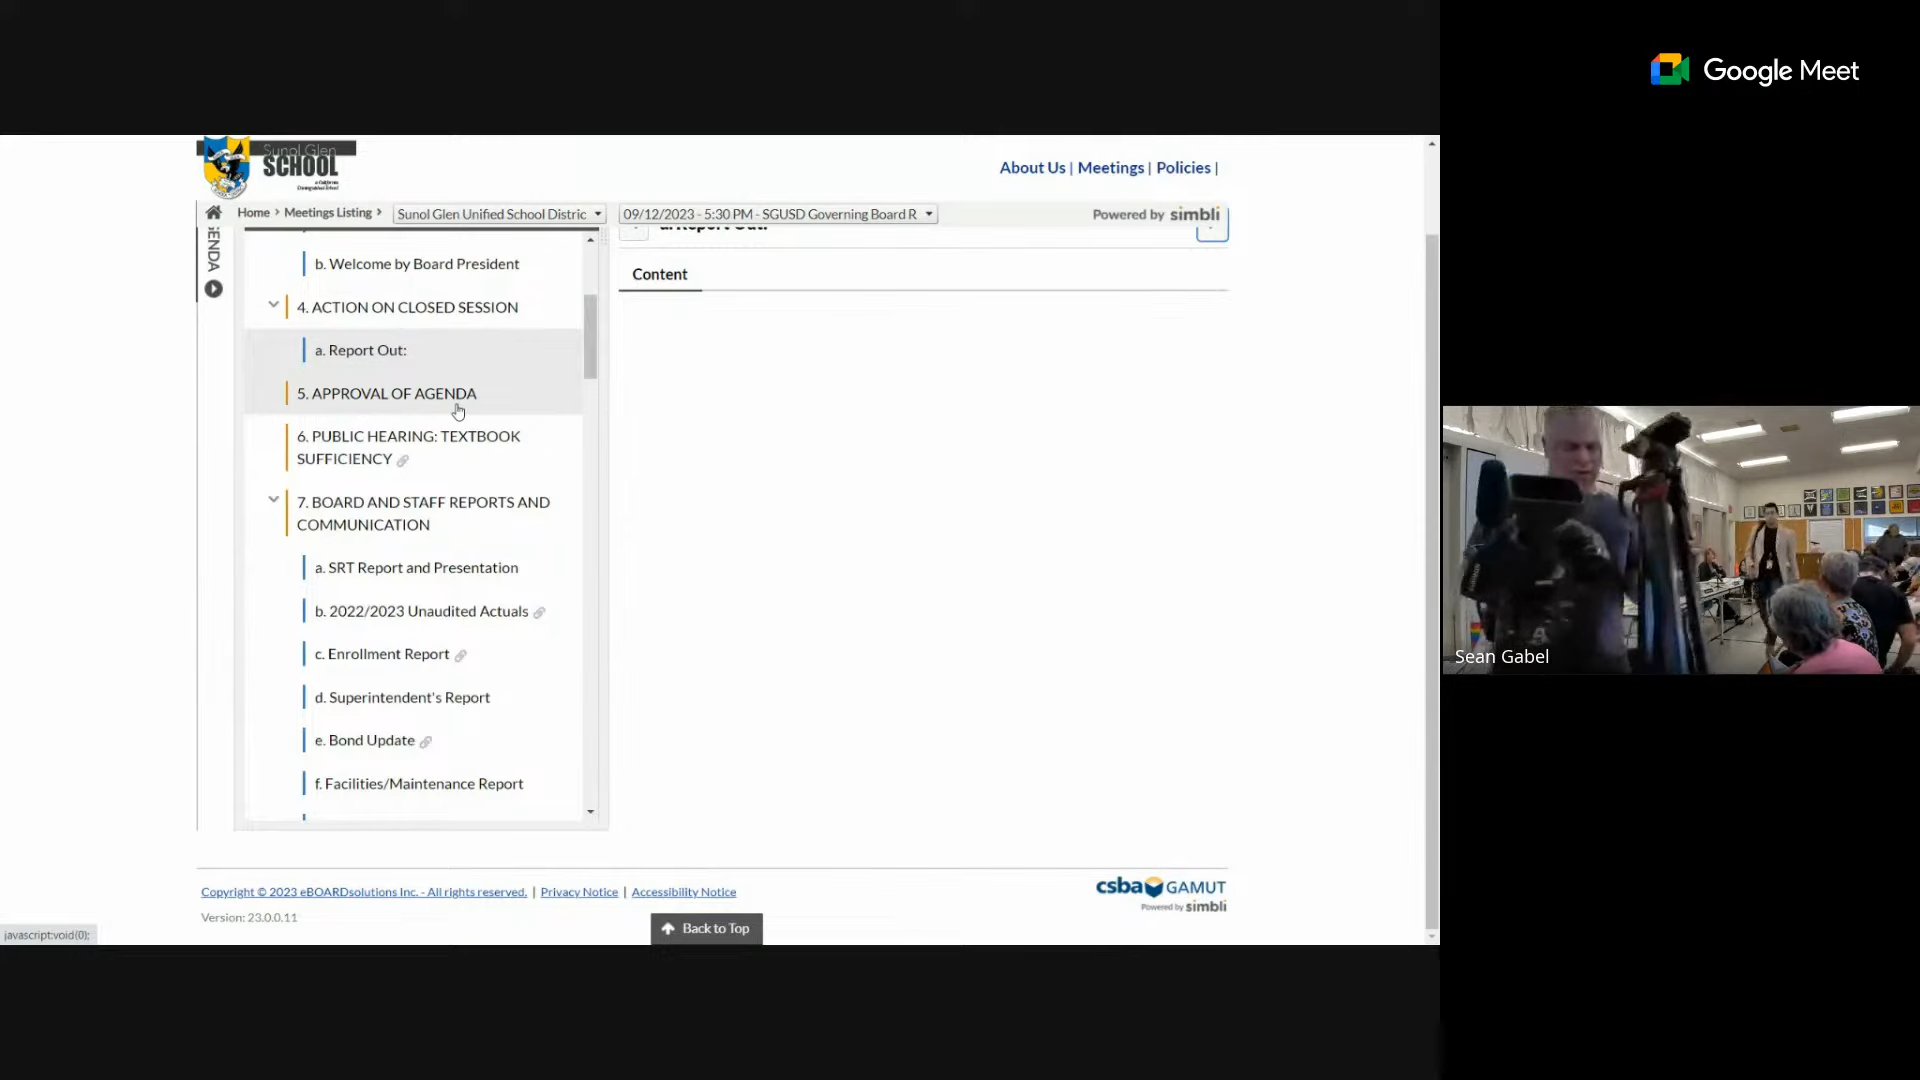 Google Meet
Sunol Glen
SCHOOL
About Us | Meetings | Policies |
Home > Meetings Listing >
Sunol Glen Unified School Distric
09/12/2023 - 5:30 PM - SGUSD Governing Board R
Powered by simbli
a. Report Out:
Content
b. Welcome by Board President
4. ACTION ON CLOSED SESSION
a. Report Out:
5. APPROVAL OF AGENDA
6. PUBLIC HEARING: TEXTBOOK
SUFFICIENCY
7. BOARD AND STAFF REPORTS AND
COMMUNICATION
a. SRT Report and Presentation
b. 2022/2023 Unaudited Actuals
c. Enrollment Report
d. Superintendent's Report
e. Bond Update
f. Facilities/Maintenance Report
Sean Gabel
Copyright © 2023 eBOARDsolutions Inc. - All rights reserved. | Privacy Notice | Accessibility Notice
Version: 23.0.0.11
csba GAMUT
Powered by simbli
Back to Top
javascript:void(0);